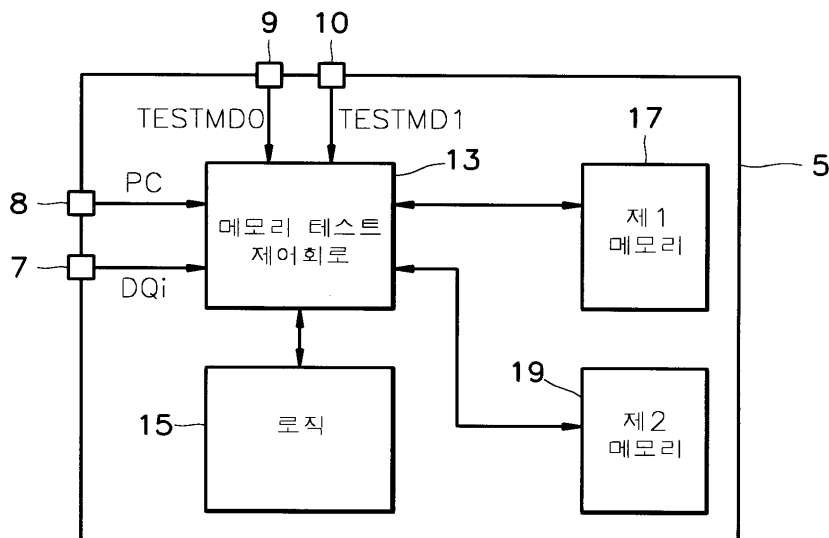 9
10
TESTMD0
TESTMD1
13
17
5
8
PC
메모리 테스트
제어회로
제1
메모리
7
DQi
15
로직
19
제2
메모리